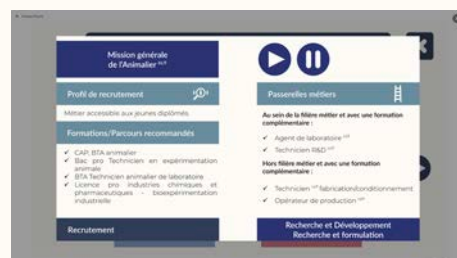 Mission générale
de l'Animalier H/F
Profil de recrutement
Métier accessible aux jeunes diplômés.
Formations/Parcours recommandés
✓ CAP, BTA animalier
✓ Bac pro Technicien en expérimentation
animale
✓ BTA Technicien animalier de laboratoire
✓ Licence pro industries chimiques et
pharmaceutiques - bioexpérimentation
industrielle
Recrutement
Passerelles métiers
Au sein de la filière métier et avec une formation
complémentaire :
✓ Agent de laboratoire H/F
✓ Technicien R&D H/F
Hors filière métier et avec une formation
complémentaire :
✓ Technicien H/F fabrication/conditionnement
✓ Opérateur de production H/F
Recherche et Développement
Recherche et formulation